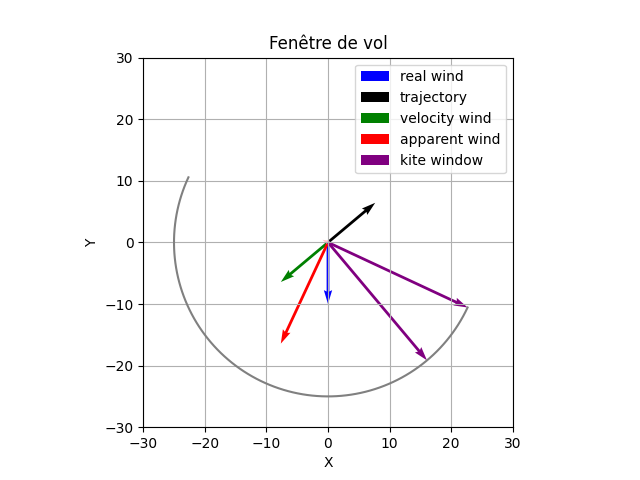 Fenêtre de vol
30
20
10
0
−10
−20
−30
Y
real wind
trajectory
velocity wind
apparent wind
kite window
−30 −20 −10 0 10 20 30
X